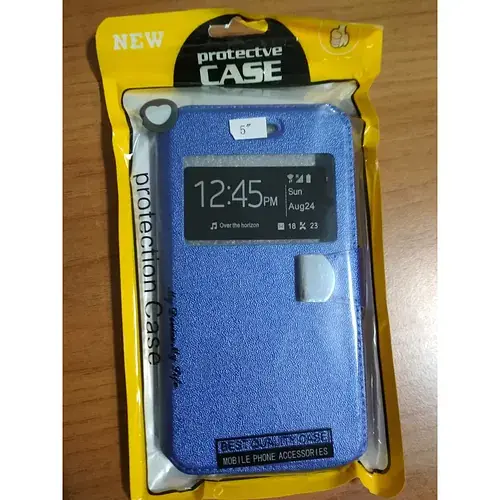 NEW
protectve
CASE
5"
12:45PM
Sun
Aug24
Over the horizon
18 23
protection Case
BEST QUALITY CASE
MOBILE PHONE ACCESSORIES